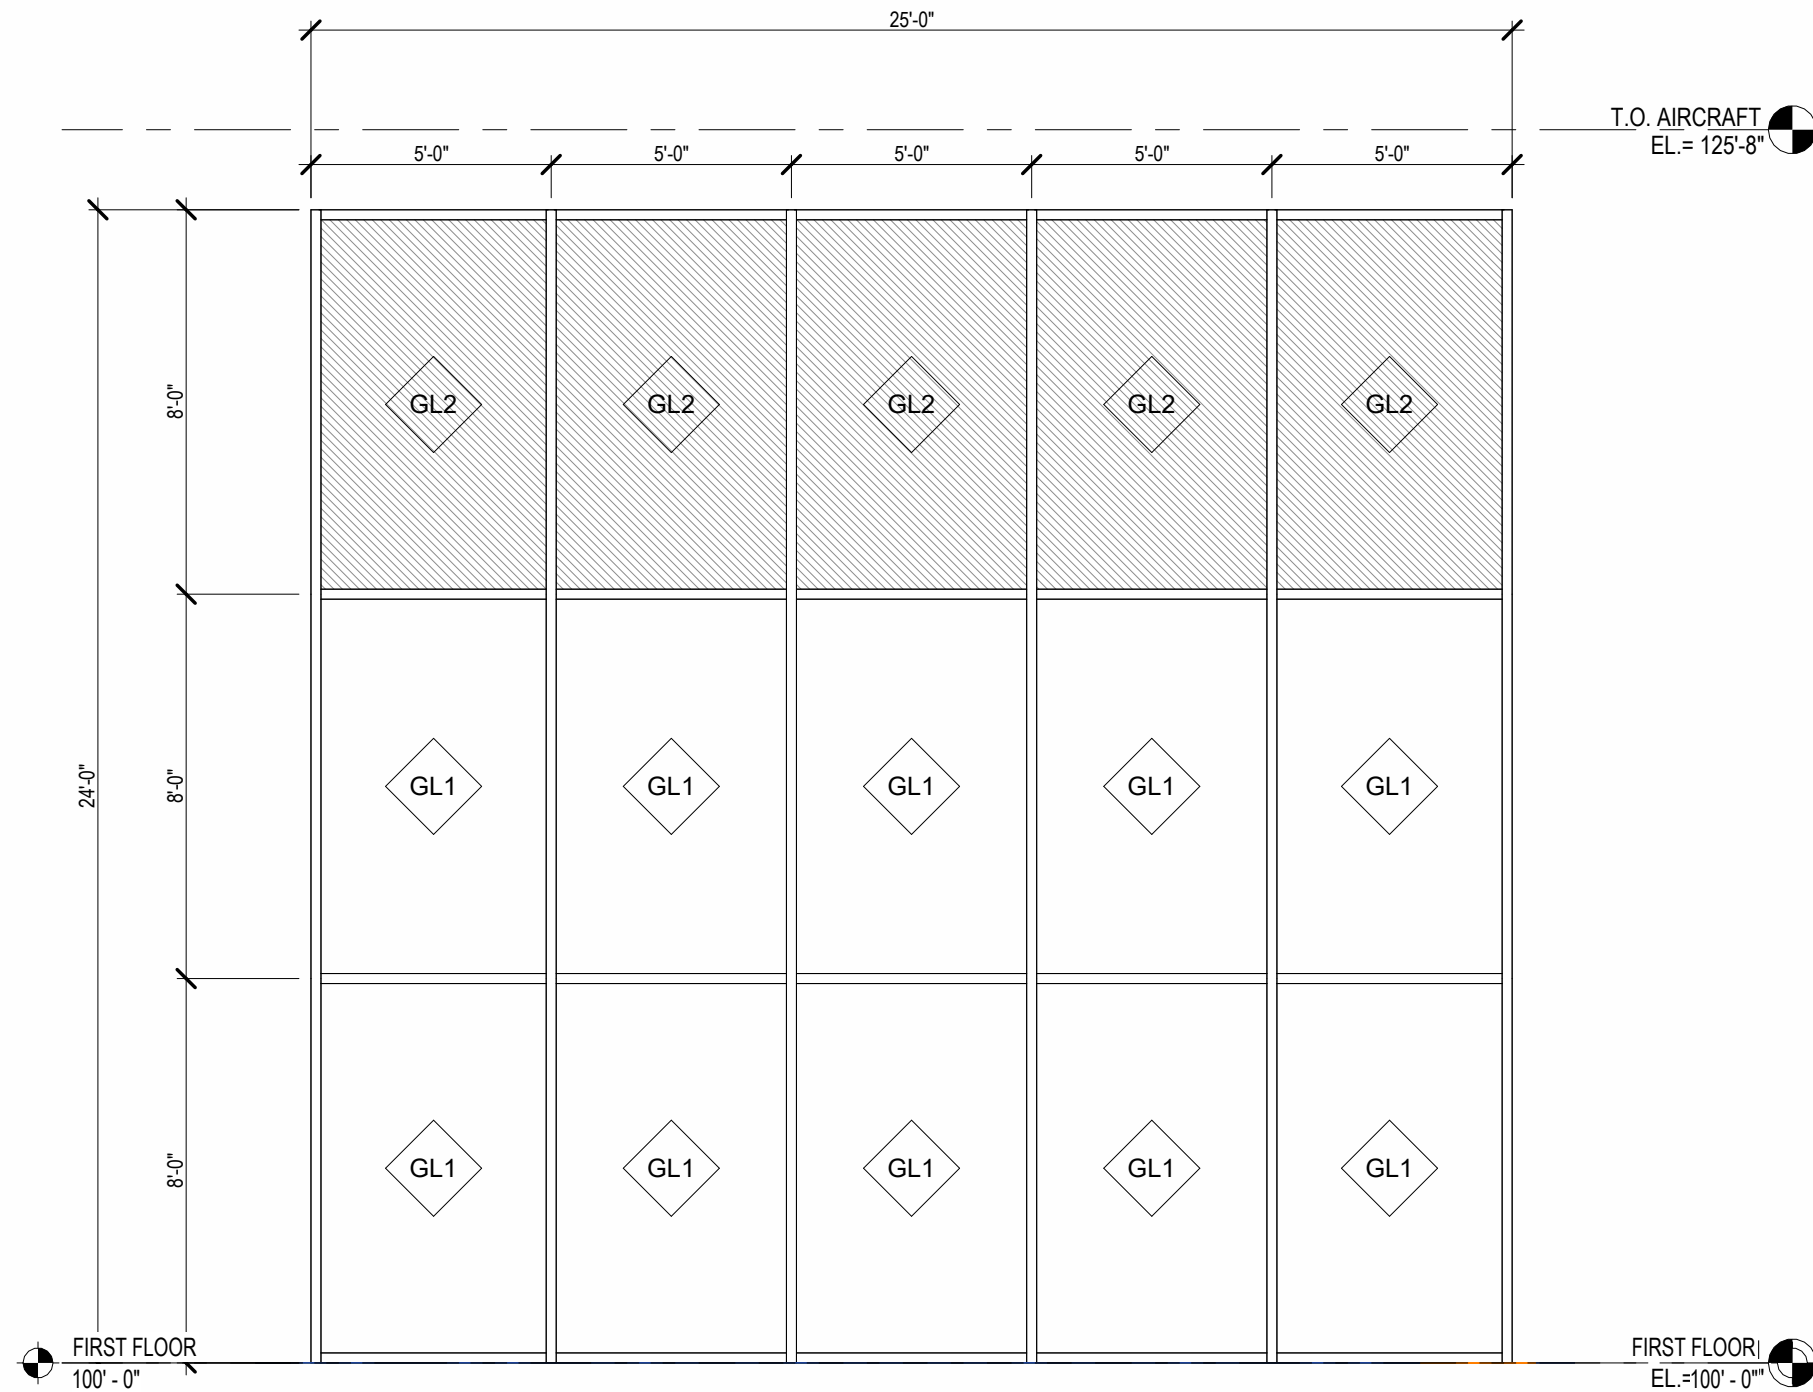 25'-0"
T.O. AIRCRAFT
EL.= 125'-8"
5'-0" 5'-0" 5'-0" 5'-0" 5'-0"
8'-0"
GL2 GL2 GL2 GL2 GL2
24'-0"
8'-0"
GL1 GL1 GL1 GL1 GL1
8'-0"
GL1 GL1 GL1 GL1 GL1
FIRST FLOOR
100' - 0"
FIRST FLOOR
EL.=100' - 0""